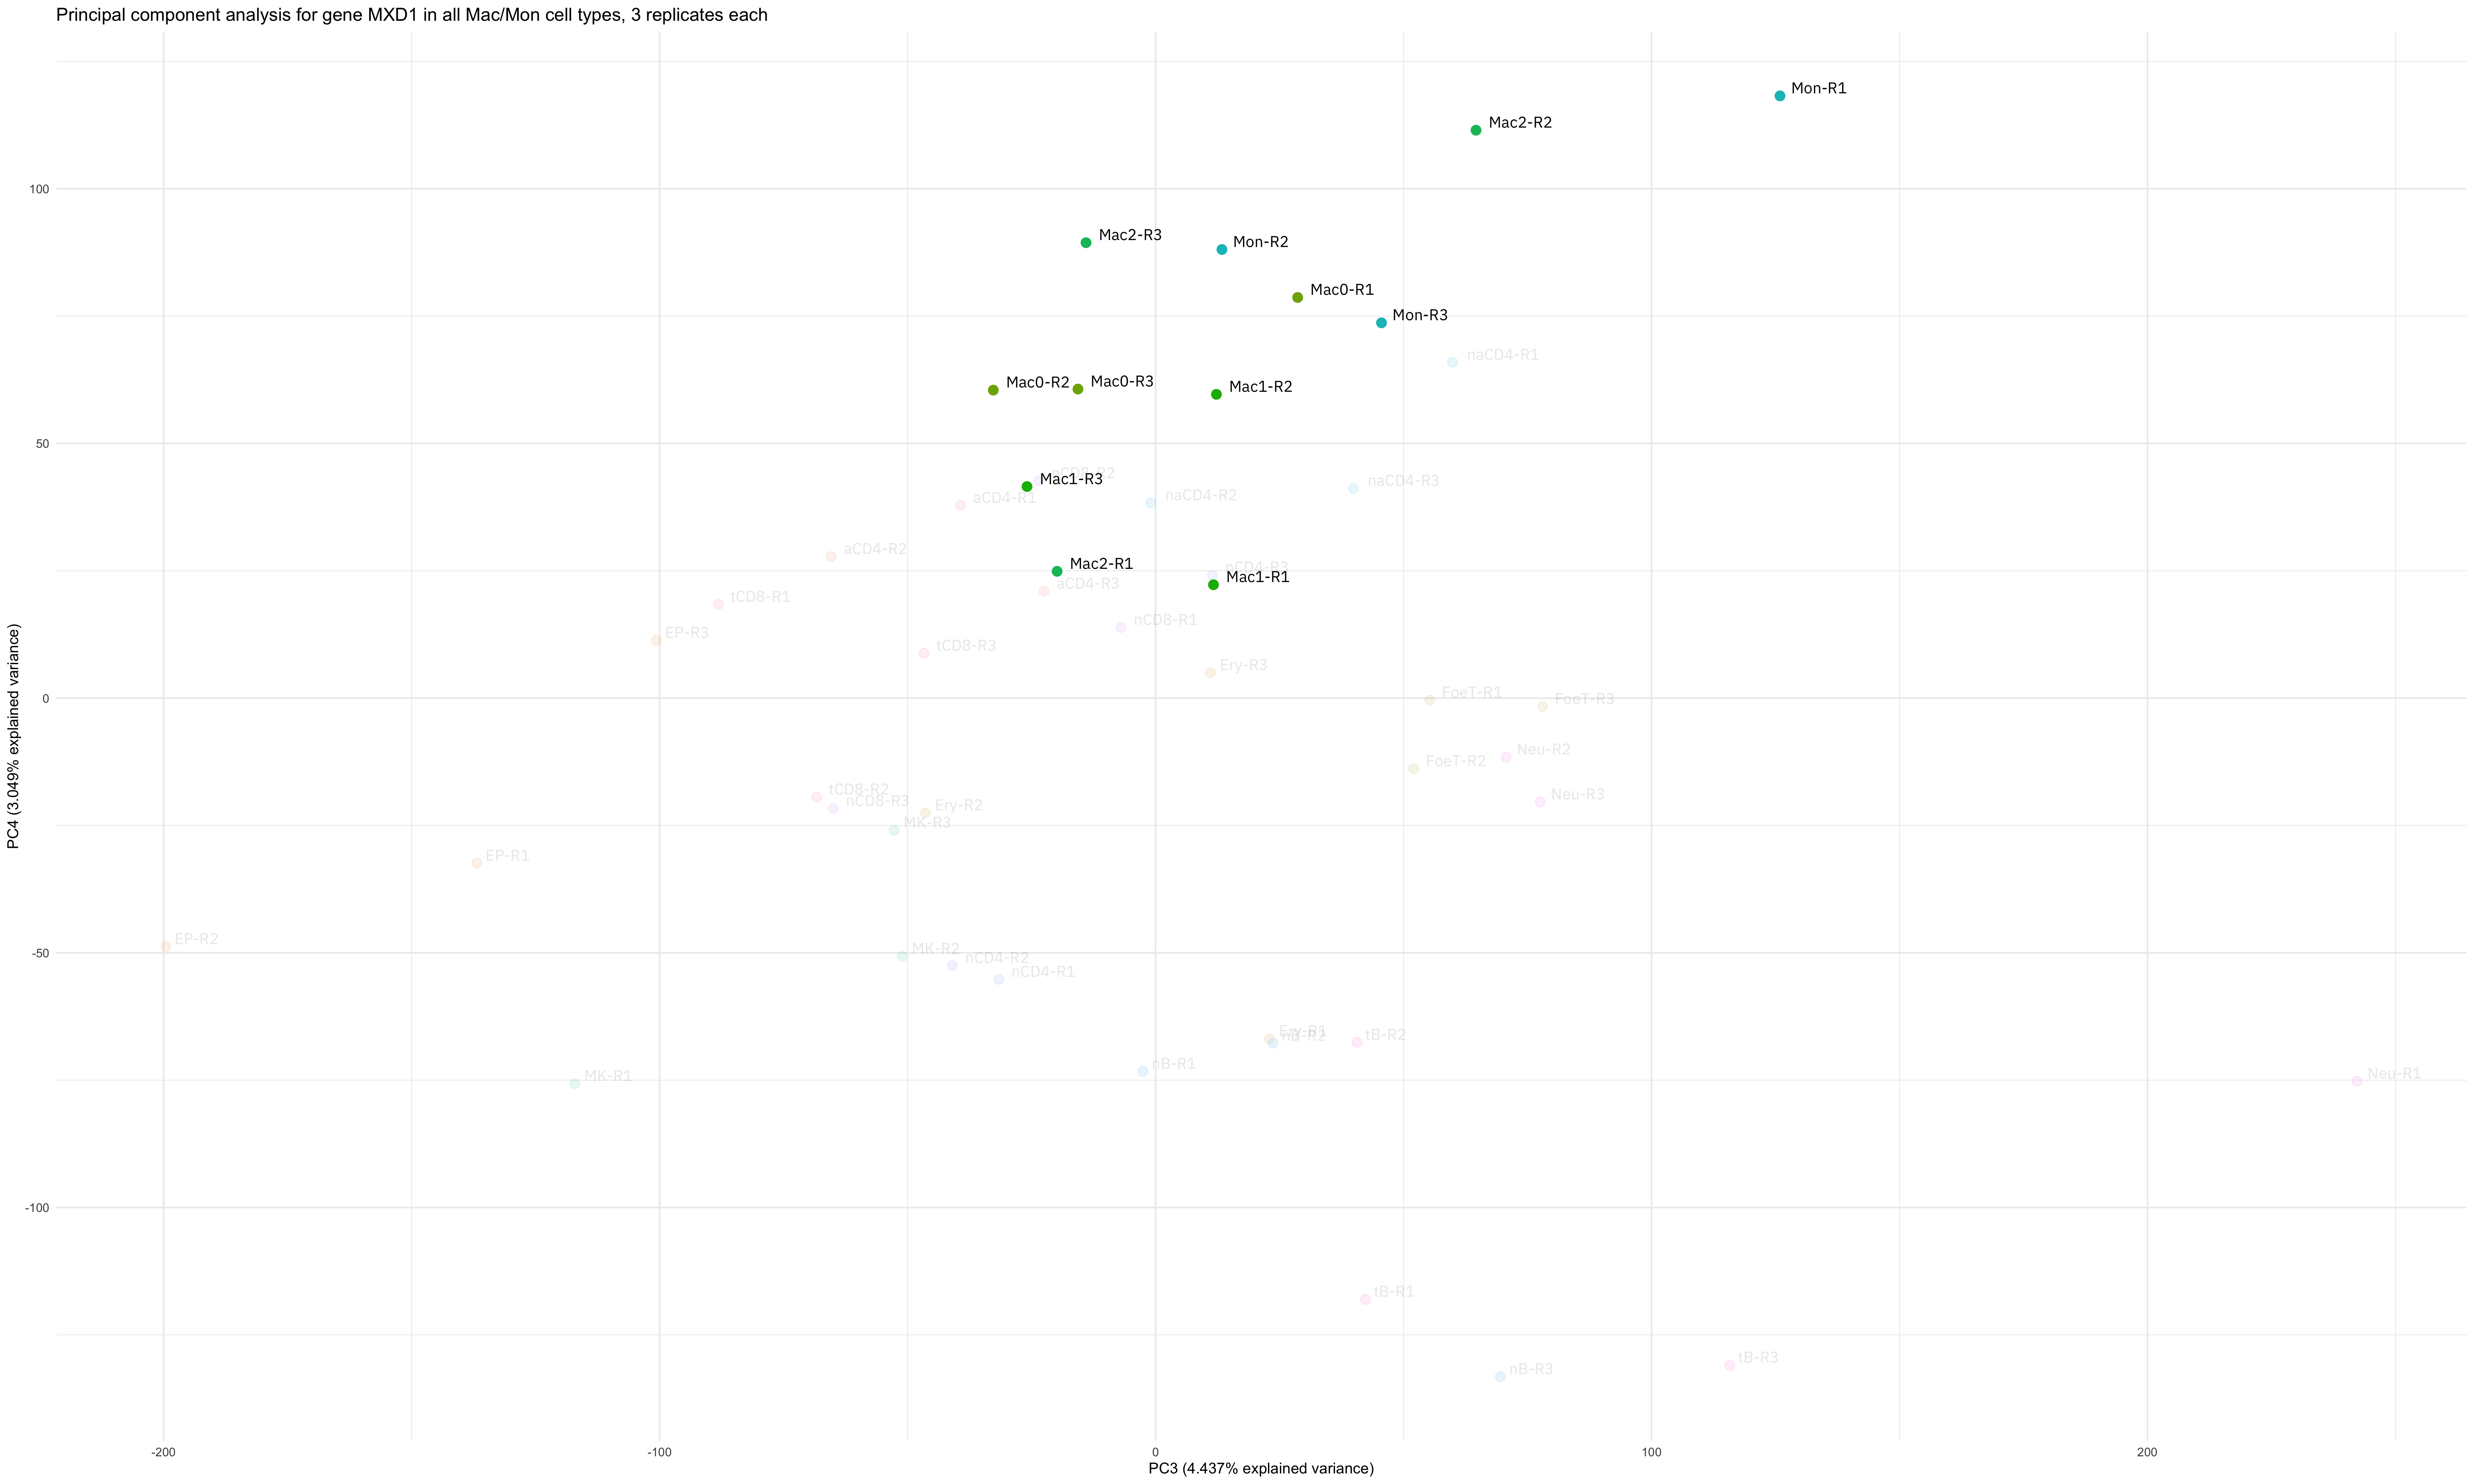 Principal component analysis for gene MXD1 in all Mac/Mon cell types, 3 replicates each
Mon-R1
Mac2-R2
100
Mac2-R3
Mon-R2
Mac0-R1
Mon-R3
naCD4-R1
Mac0-R2
Mac0-R3
Mac1-R2
50
nCD8-R2
Mac1-R3
naCD4-R3
aCD4-R1
naCD4-R2
aCD4-R2
Mac2-R1
nCD4-R3
Mac1-R1
aCD4-R3
tCD8-R1
nCD8-R1
EP-R3
tCD8-R3
Ery-R3
0
FoeT-R1
FoeT-R3
Neu-R2
FoeT-R2
tCD8-R2
Neu-R3
nCD8-R3
Ery-R2
MK-R3
EP-R1
EP-R2
MK-R2
-50
nCD4-R2
nCD4-R1
Ery-R1
nB-R2
tB-R2
nB-R1
Neu-R1
MK-R1
-100
tB-R1
tB-R3
nB-R3
-200
-100
0
100
200
PC3 (4.437% explained variance)
PC4 (3.049% explained variance)